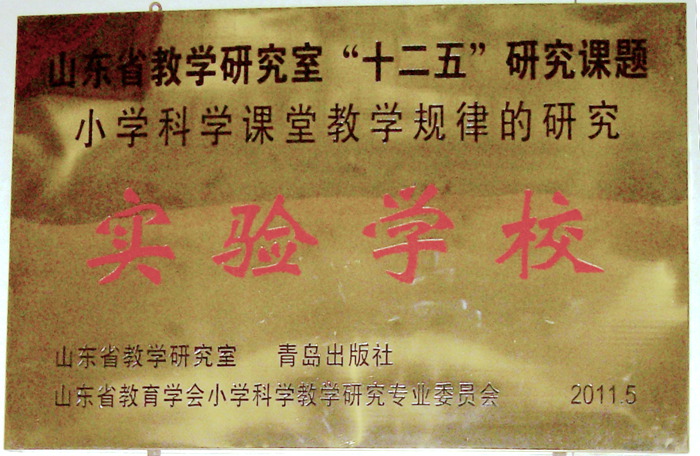 山东省教学研究室“十二五”研究课题
小学科学课堂教学规律的研究
实验学校
山东省教学研究室 青岛出版社
山东省教育学会小学科学教学研究专业委员会 2011.5